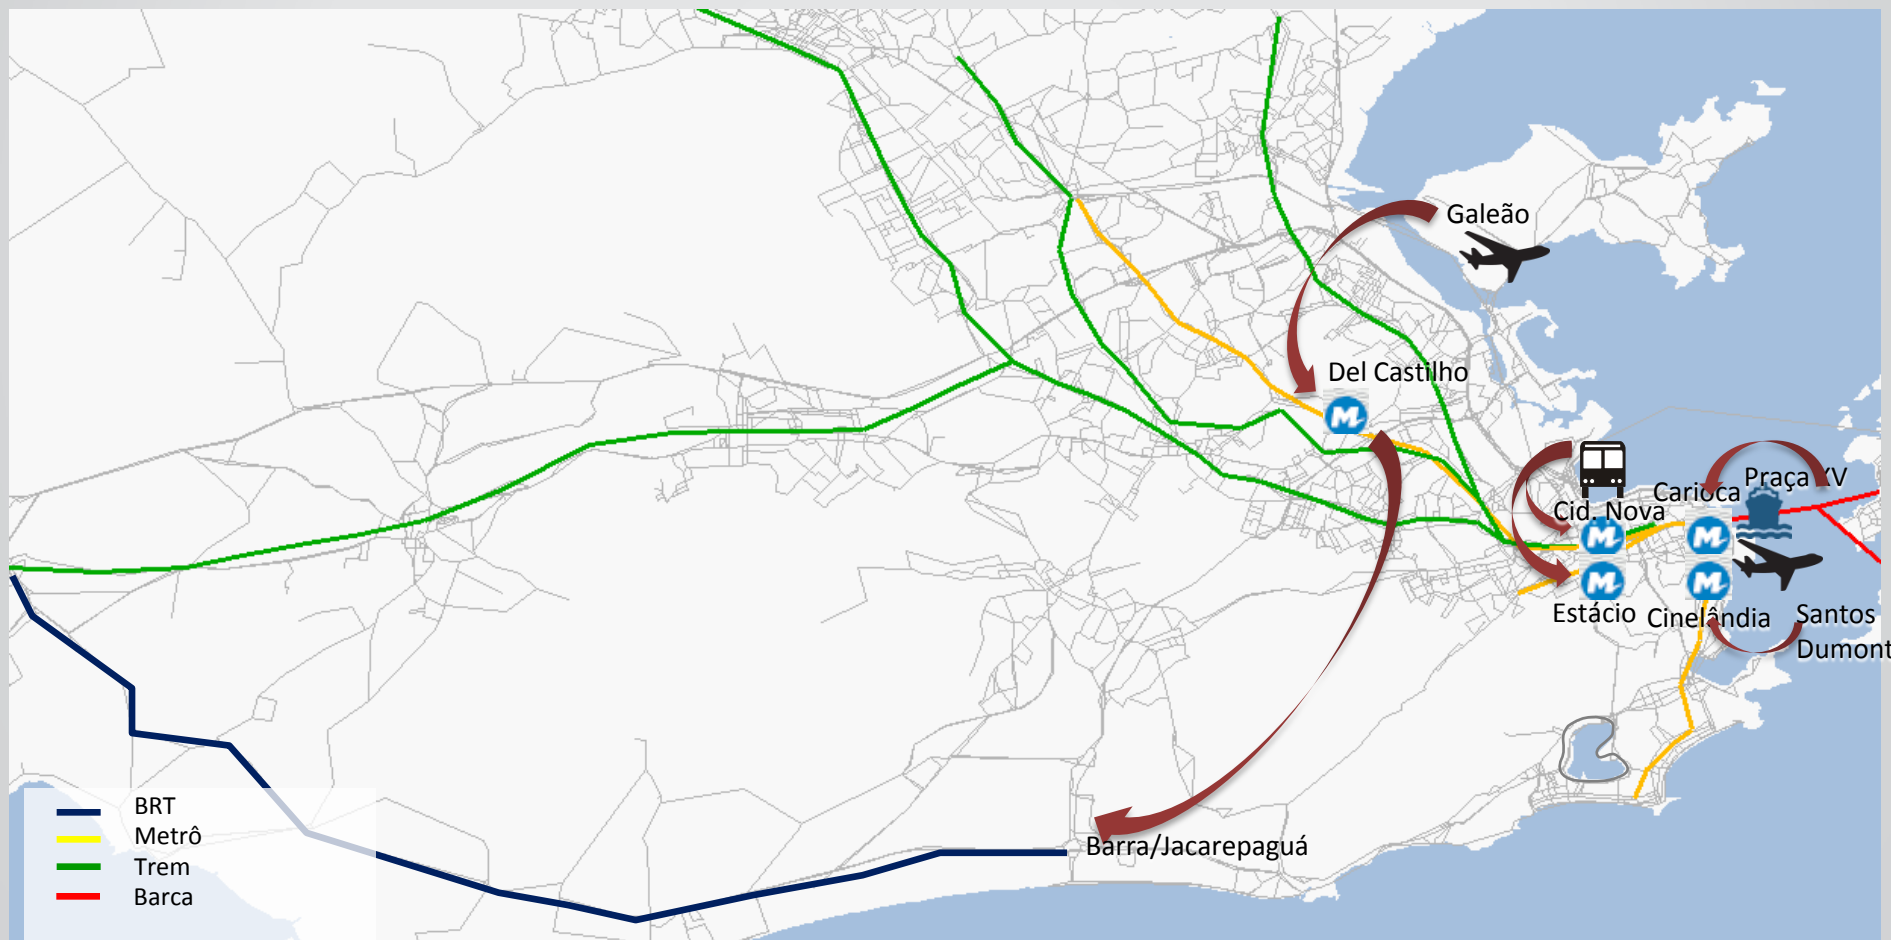 Galeão
Del Castilho
Praça XV
Carioca
Cid. Nova
M
M
M
M
M
Estácio
Cinelândia
Santos
Dumont
Barra/Jacarepaguá
BRT
Metrô
Trem
Barca